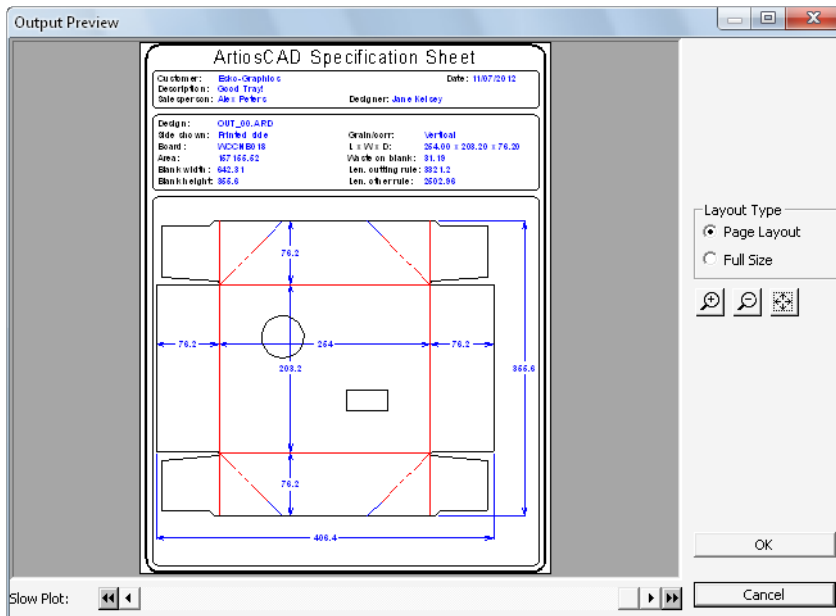 Output Preview
ArtiosCAD Specification Sheet
Customer: Esko-Graphics Date: 11/07/2012
Description: Good Tray!
Salesperson: Alex Peters Designer: Jane Kelsey
Design: OUT_00.ARD
Side shown: Printed side Grain/corr: Vertical
Board: WCCNB018 L x W x D: 254.00 x 203.20 x 76.20
Area: 157155.52 Waste on blank: 31.19
Blank width: 642.31 Len. cutting rule: 3321.2
Blank height: 355.6 Len. other rule: 2502.96
76.2
76.2 254 76.2
203.2 355.6
76.2
406.4
Layout Type
Page Layout
Full Size
OK
Slow Plot:
Cancel